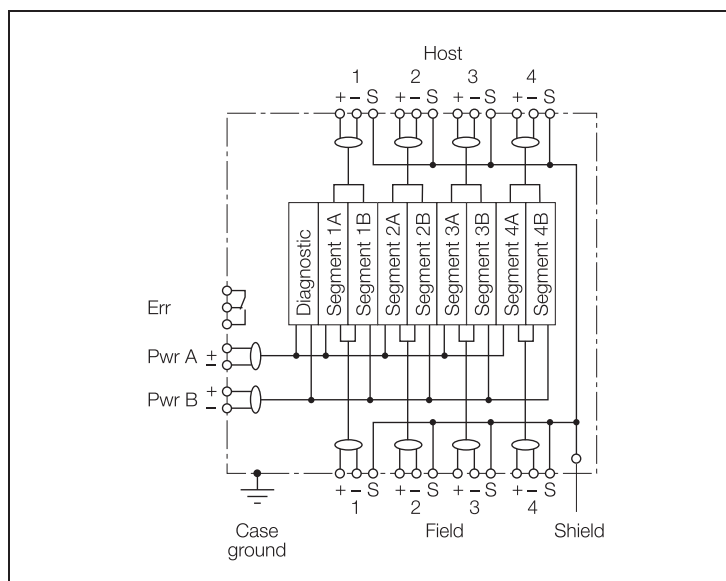 Host
1 2 3 4
+ − S + − S + − S + − S
Diagnostic
Segment 1A
Segment 1B
Segment 2A
Segment 2B
Segment 3A
Segment 3B
Segment 4A
Segment 4B
Err
Pwr A + −
Pwr B + −
+ − S + − S + − S + − S
1 2 3 4
Case
ground
Field
Shield